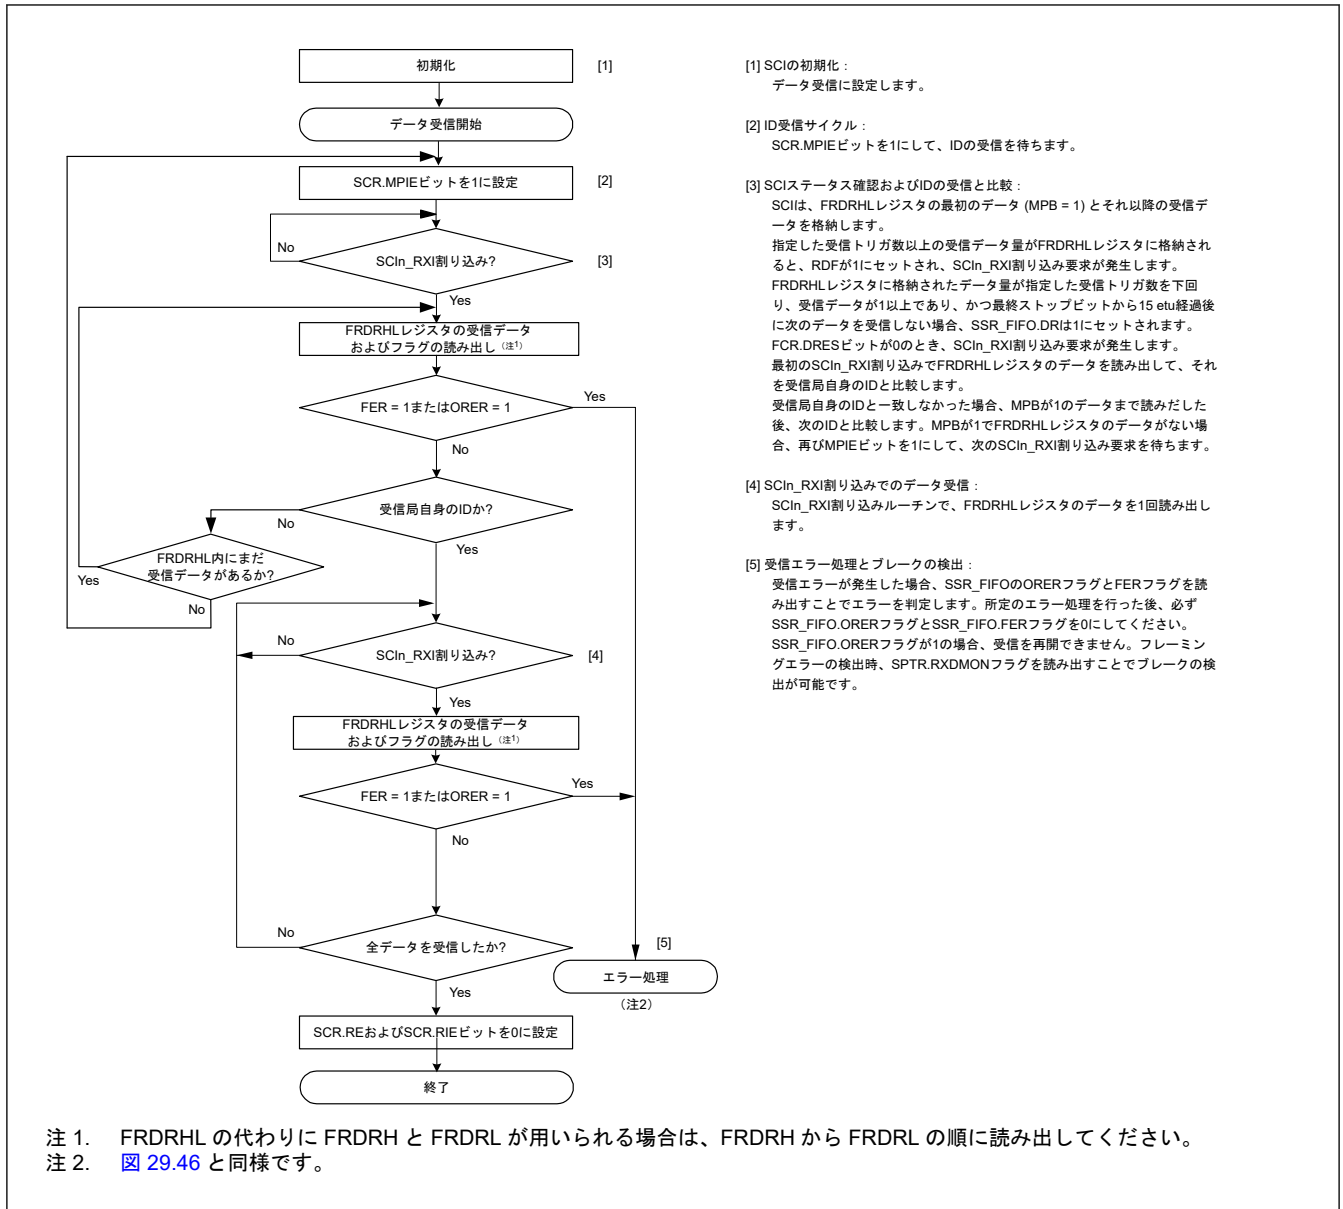 初期化
[1]
データ受信開始
SCR.MPIEビットを1に設定
[2]
No
SCIn_RXI割り込み?
[3]
Yes
FRDRHLレジスタの受信データ
およびフラグの読み出し（注1）
FER = 1またはORER = 1
Yes
No
受信局自身のIDか?
No
Yes
FRDRHL内にまだ
受信データがあるか?
Yes
No
No
SCIn_RXI割り込み?
[4]
Yes
FRDRHLレジスタの受信データ
およびフラグの読み出し（注1）
FER = 1またはORER = 1
Yes
No
No
全データを受信したか?
[5]
エラー処理
（注2）
Yes
SCR.REおよびSCR.RIEビットを0に設定
終了
[1] SCIの初期化：
データ受信に設定します。
[2] ID受信サイクル：
SCR.MPIEビットを1にして、IDの受信を待ちます。
[3] SCIステータス確認およびIDの受信と比較：
SCIは、FRDRHLレジスタの最初のデータ (MPB = 1) とそれ以降の受信デ
ータを格納します。
指定した受信トリガ数以上の受信データ量がFRDRHLレジスタに格納され
ると、RDFが1にセットされ、SCIn_RXI割り込み要求が発生します。
FRDRHLレジスタに格納されたデータ量が指定した受信トリガ数を下回
り、受信データが1以上であり、かつ最終ストップビットから15 etu経過後
に次のデータを受信しない場合、SSR_FIFO.DRは1にセットされます。
FCR.DRESビットが0のとき、SCIn_RXI割り込み要求が発生します。
最初のSCIn_RXI割り込みでFRDRHLレジスタのデータを読み出して、それ
を受信局自身のIDと比較します。
受信局自身のIDと一致しなかった場合、MPBが1のデータまで読みだした
後、次のIDと比較します。MPBが1でFRDRHLレジスタのデータがない場
合、再びMPIEビットを1にして、次のSCIn_RXI割り込み要求を待ちます。
[4] SCIn_RXI割り込みでのデータ受信：
SCIn_RXI割り込みルーチンで、FRDRHLレジスタのデータを1回読み出し
ます。
[5] 受信エラー処理とブレークの検出：
受信エラーが発生した場合、SSR_FIFOのORERフラグとFERフラグを読
み出すことでエラーを判定します。所定のエラー処理を行った後、必ず
SSR_FIFO.ORERフラグとSSR_FIFO.FERフラグを0にしてください。
SSR_FIFO.ORERフラグが1の場合、受信を再開できません。フレーミン
グエラーの検出時、SPTR.RXDMONフラグを読み出すことでブレークの検
出が可能です。
注 1. FRDRHL の代わりに FRDRH と FRDRL が用いられる場合は、FRDRH から FRDRL の順に読み出してください。
注 2. 図 29.46 と同様です。